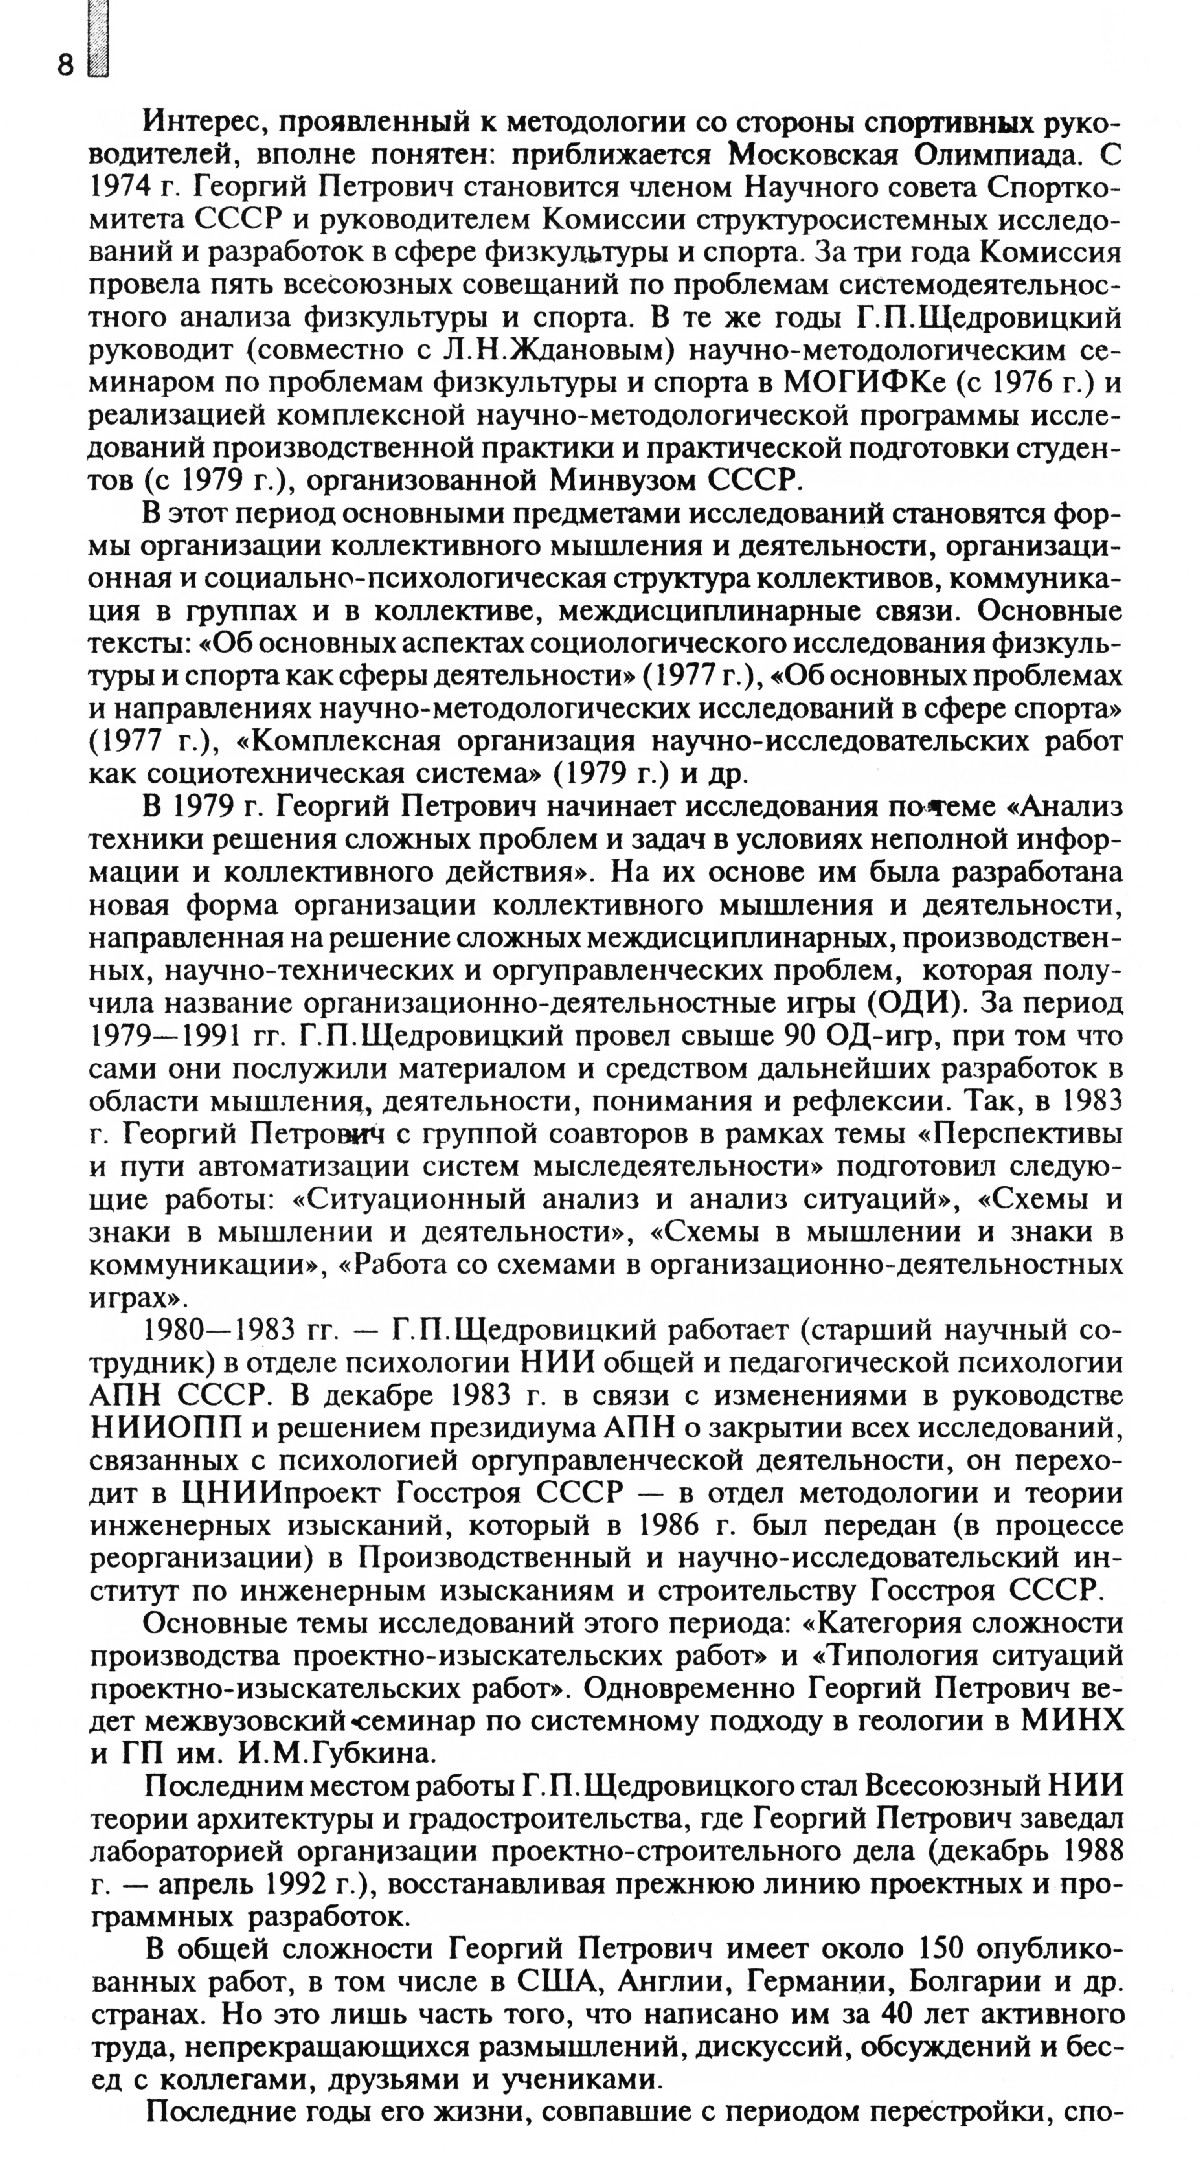 8
Интерес, проявленный к методологии со стороны спортивных руко-
водителей, вполне понятен: приближается Московская Олимпиада. С
1974 г. Георгий Петрович становится членом Научного совета Спортко-
митета СССР и руководителем Комиссии структуросистемных исследо-
ваний и разработок в сфере физкультуры и спорта. За три года Комиссия
провела пять всесоюзных совещаний по проблемам системодеятельнос-
тного анализа физкультуры и спорта. В те же годы Г.П.Щедровицкий
руководит (совместно с Л.Н.Ждановым) научно-методологическим се-
минаром по проблемам физкультуры и спорта в МОГИФКе (с 1976 г.) и
реализацией комплексной научно-методологической программы иссле-
дований производственной практики и практической подготовки студен-
тов (с 1979 г.), организованной Минвузом СССР.
В этот период основными предметами исследований становятся фор-
мы организации коллективного мышления и деятельности, организаци-
онная и социально-психологическая структура коллективов, коммуника-
ция в группах и в коллективе, междисциплинарные связи. Основные
тексты: «Об основных аспектах социологического исследования физкуль-
туры и спорта как сферы деятельности» (1977 г.), «Об основных проблемах
и направлениях научно-методологических исследований в сфере спорта»
(1977 г.), «Комплексная организация научно-исследовательских работ
как социотехническая система» (1979 г.) и др.
В 1979 г. Георгий Петрович начинает исследования по теме «Анализ
техники решения сложных проблем и задач в условиях неполной инфор-
мации и коллективного действия». На их основе им была разработана
новая форма организации коллективного мышления и деятельности,
направленная на решение сложных междисциплинарных, производствен-
ных, научно-технических и оргуправленческих проблем, которая полу-
чила название организационно-деятельностные игры (ОДИ). За период
1979—1991 гг. Г.П.Щедровицкий провел свыше 90 ОД-игр, при том что
сами они послужили материалом и средством дальнейших разработок в
области мышления, деятельности, понимания и рефлексии. Так, в 1983
г. Георгий Петрович с группой соавторов в рамках темы «Перспективы
и пути автоматизации систем мыследеятельности» подготовил следую-
щие работы: «Ситуационный анализ и анализ ситуаций», «Схемы и
знаки в мышлении и деятельности», «Схемы в мышлении и знаки в
коммуникации», «Работа со схемами в организационно-деятельностных
играх».
1980—1983 гг. — Г.П.Щедровицкий работает (старший научный со-
трудник) в отделе психологии НИИ общей и педагогической психологии
АПН СССР. В декабре 1983 г. в связи с изменениями в руководстве
НИИОПП и решением президиума АПН о закрытии всех исследований,
связанных с психологией оргуправленческой деятельности, он перехо-
дит в ЦНИИпроект Госстроя СССР — в отдел методологии и теории
инженерных изысканий, который в 1986 г. был передан (в процессе
реорганизации) в Производственный и научно-исследовательский ин-
ститут по инженерным изысканиям и строительству Госстроя СССР.
Основные темы исследований этого периода: «Категория сложности
производства проектно-изыскательских работ» и «Типология ситуаций
проектно-изыскательских работ». Одновременно Георгий Петрович ве-
дет межвузовский семинар по системному подходу в геологии в МИНХ
и ГП им. И.М.Губкина.
Последним местом работы Г.П.Щедровицкого стал Всесоюзный НИИ
теории архитектуры и градостроительства, где Георгий Петрович заведал
лабораторией организации проектно-строительного дела (декабрь 1988
г. — апрель 1992 г.), восстанавливая прежнюю линию проектных и про-
граммных разработок.
В общей сложности Георгий Петрович имеет около 150 опублико-
ванных работ, в том числе в США, Англии, Германии, Болгарии и др.
странах. Но это лишь часть того, что написано им за 40 лет активного
труда, непрекращающихся размышлений, дискуссий, обсуждений и бес-
ед с коллегами, друзьями и учениками.
Последние годы его жизни, совпавшие с периодом перестройки, спо-